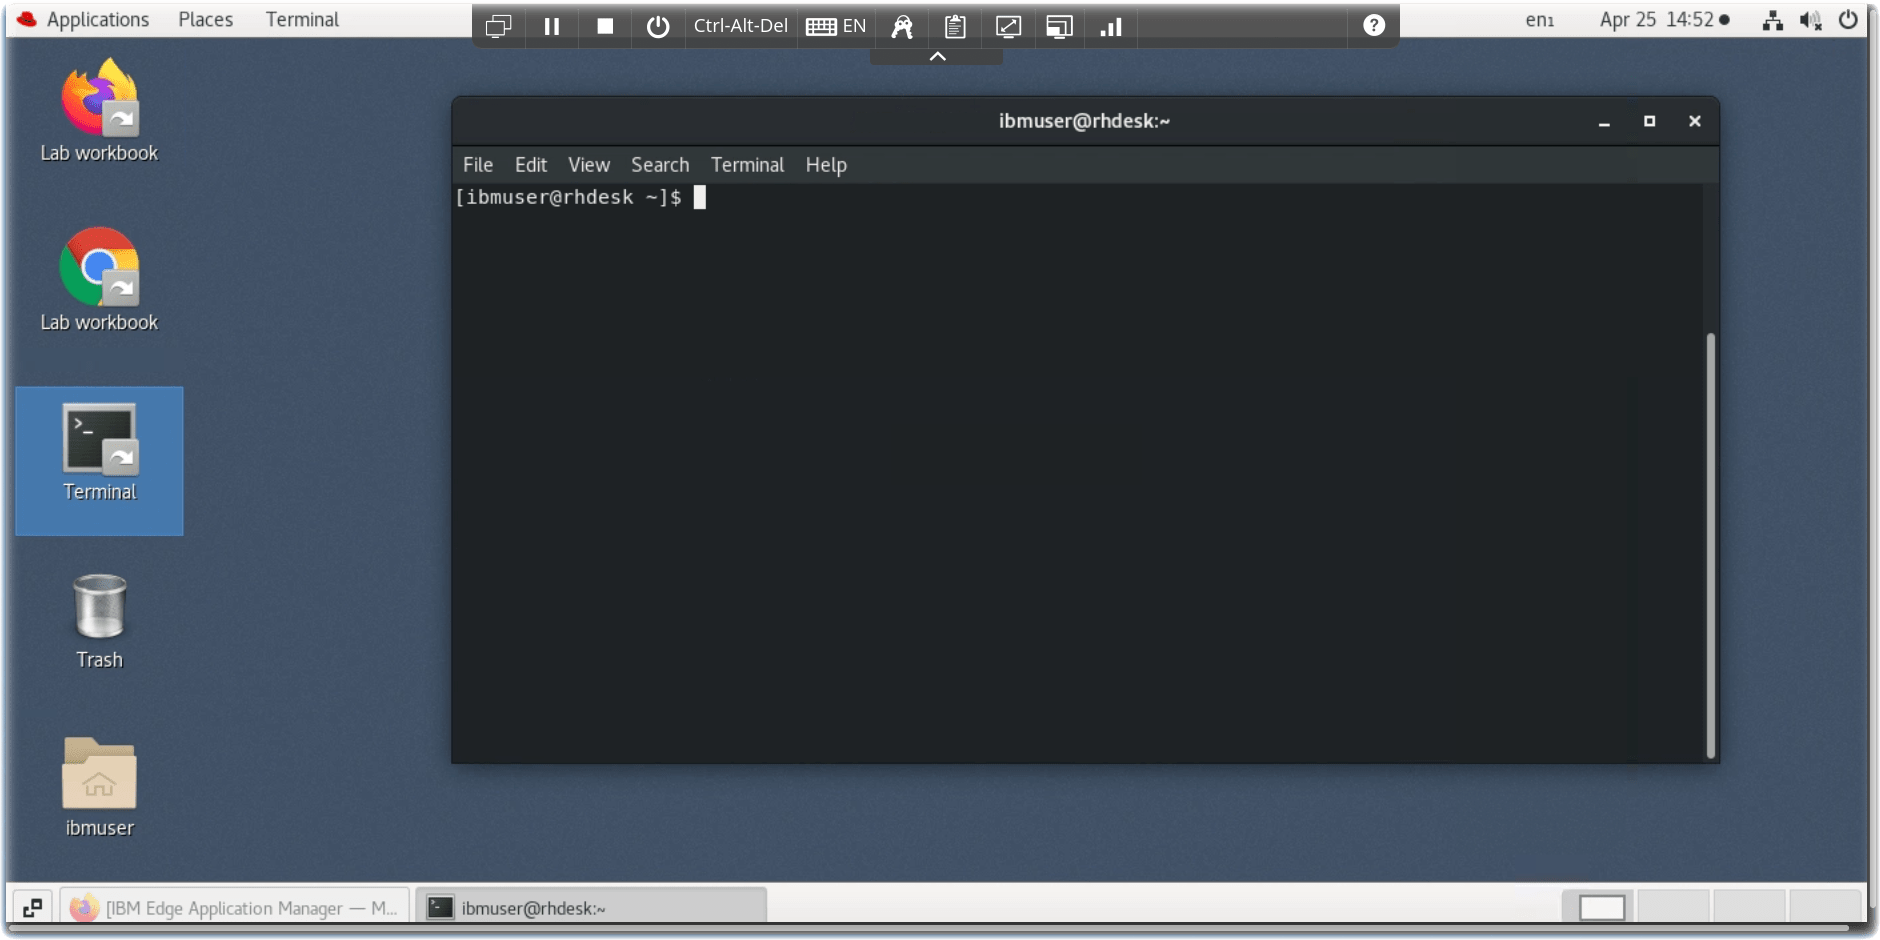 Applications Places Terminal
Ctrl-Alt-Del EN
en₁ Apr 25 14:52
Lab workbook
Lab workbook
Terminal
Trash
ibmuser
ibmuser@rhdesk:~
File Edit View Search Terminal Help
[ibmuser@rhdesk ~]$
[IBM Edge Application Manager — M...
ibmuser@rhdesk:~